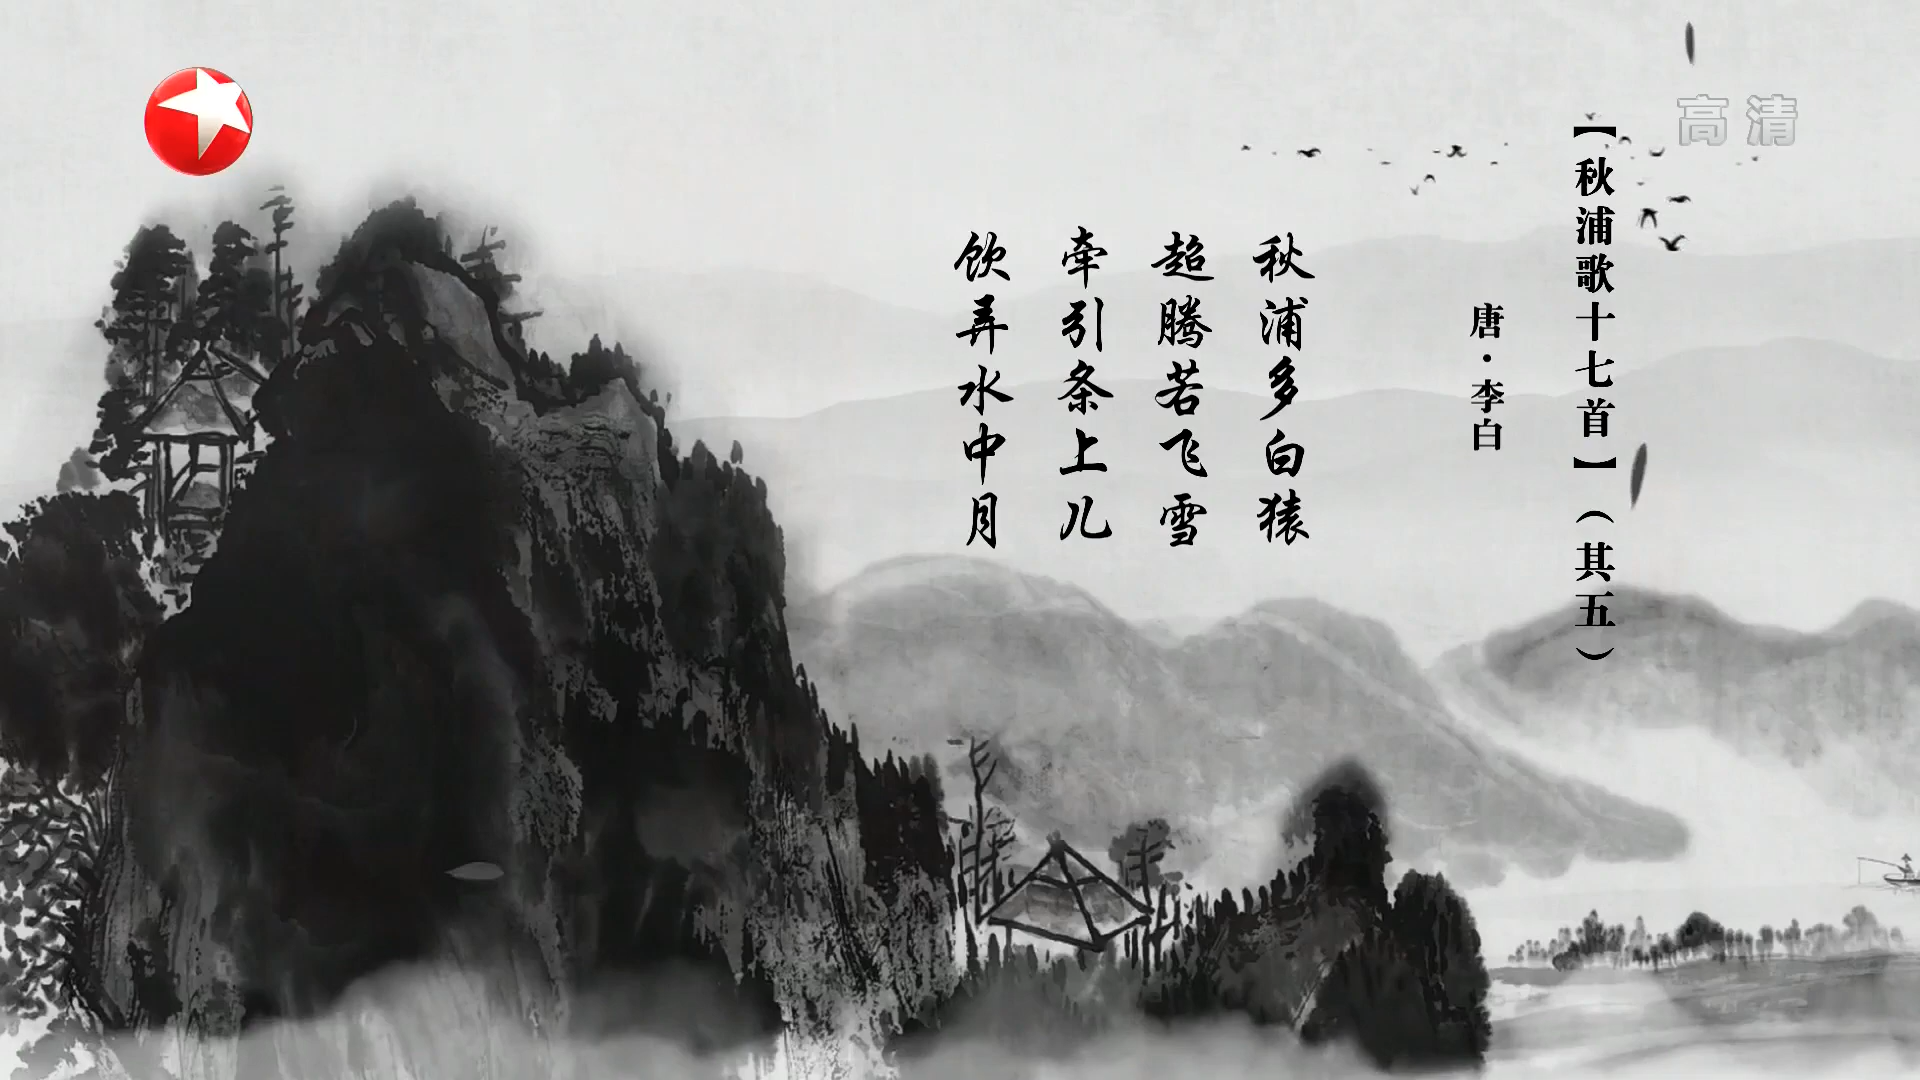 高清
【秋浦歌十七首】（其五）
唐·李白
秋浦多白猿
超腾若飞雪
牵引条上儿
饮弄水中月